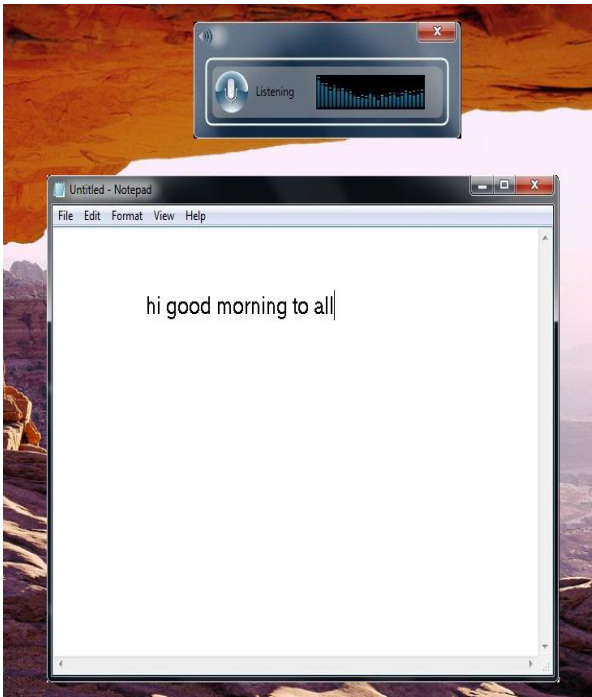 Listening
Untitled - Notepad
File Edit Format View Help
hi good morning to all